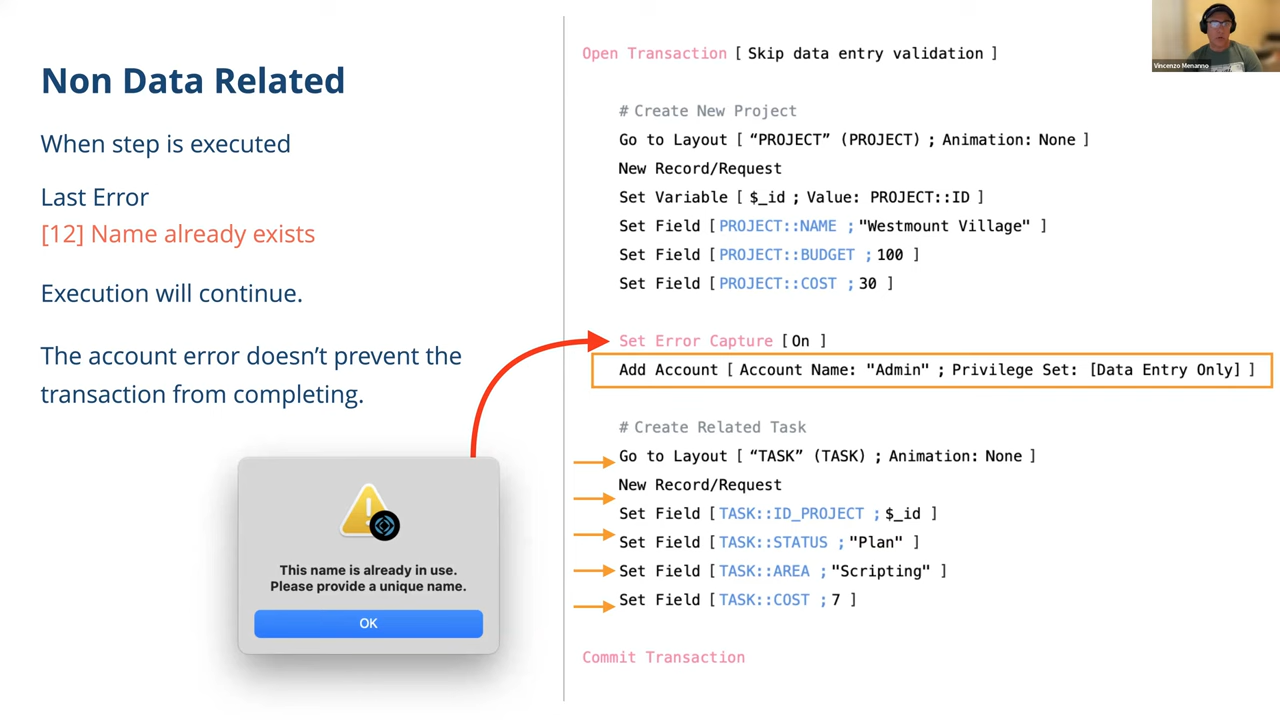 Non Data Related
When step is executed
Last Error
[12] Name already exists
Execution will continue.
The account error doesn’t prevent the
transaction from completing.
This name is already in use.
Please provide a unique name.
OK
Open Transaction [ Skip data entry validation ]
# Create New Project
Go to Layout [ “PROJECT” (PROJECT) ; Animation: None ]
New Record/Request
Set Variable [ $_id ; Value: PROJECT::ID ]
Set Field [ PROJECT::NAME ; "Westmount Village" ]
Set Field [ PROJECT::BUDGET ; 100 ]
Set Field [ PROJECT::COST ; 30 ]
Set Error Capture [ On ]
Add Account [ Account Name: "Admin" ; Privilege Set: [Data Entry Only] ]
# Create Related Task
Go to Layout [ “TASK” (TASK) ; Animation: None ]
New Record/Request
Set Field [ TASK::ID_PROJECT ; $_id ]
Set Field [ TASK::STATUS ; "Plan" ]
Set Field [ TASK::AREA ; "Scripting" ]
Set Field [ TASK::COST ; 7 ]
Commit Transaction
Vincenzo Menanno